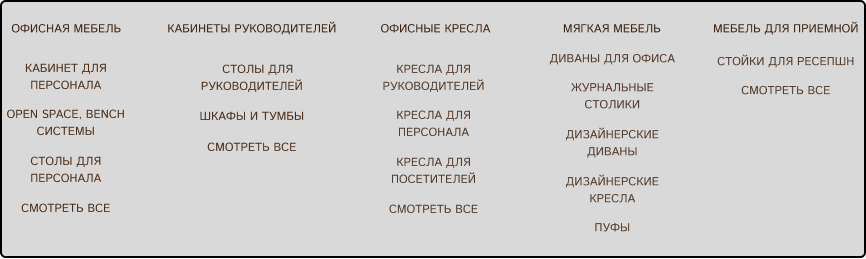 ОФИСНАЯ МЕБЕЛЬ
КАБИНЕТ ДЛЯ
ПЕРСОНАЛА
OPEN SPACE, BENCH
СИСТЕМЫ
СТОЛЫ ДЛЯ
ПЕРСОНАЛА
СМОТРЕТЬ ВСЕ
КАБИНЕТЫ РУКОВОДИТЕЛЕЙ
СТОЛЫ ДЛЯ
РУКОВОДИТЕЛЕЙ
ШКАФЫ И ТУМБЫ
СМОТРЕТЬ ВСЕ
ОФИСНЫЕ КРЕСЛА
КРЕСЛА ДЛЯ
РУКОВОДИТЕЛЕЙ
КРЕСЛА ДЛЯ
ПЕРСОНАЛА
КРЕСЛА ДЛЯ
ПОСЕТИТЕЛЕЙ
СМОТРЕТЬ ВСЕ
МЯГКАЯ МЕБЕЛЬ
ДИВАНЫ ДЛЯ ОФИСА
ЖУРНАЛЬНЫЕ
СТОЛИКИ
ДИЗАЙНЕРСКИЕ
ДИВАНЫ
ДИЗАЙНЕРСКИЕ
КРЕСЛА
ПУФЫ
МЕБЕЛЬ ДЛЯ ПРИЕМНОЙ
СТОЙКИ ДЛЯ РЕСЕПШН
СМОТРЕТЬ ВСЕ